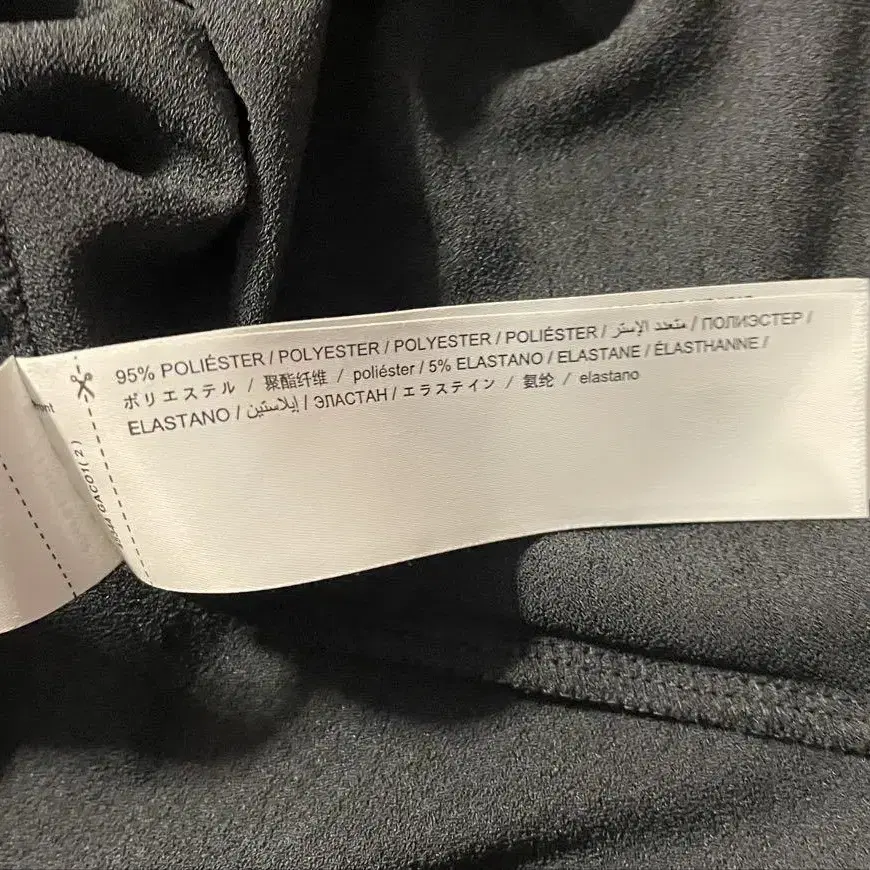 95% POLIÉSTER / POLYESTER / POLYESTER / POLIÉSTER / متعدد الإستر / ПОЛИЭСТЕР /
ポリエステル / 聚酯纤维 / poliéster / 5% ELASTANO / ELASTANE / ÉLASTHANNE /
ELASTANO / إيلاستين / ЭЛАСТАН / エラステイン / 氨纶 / elastano